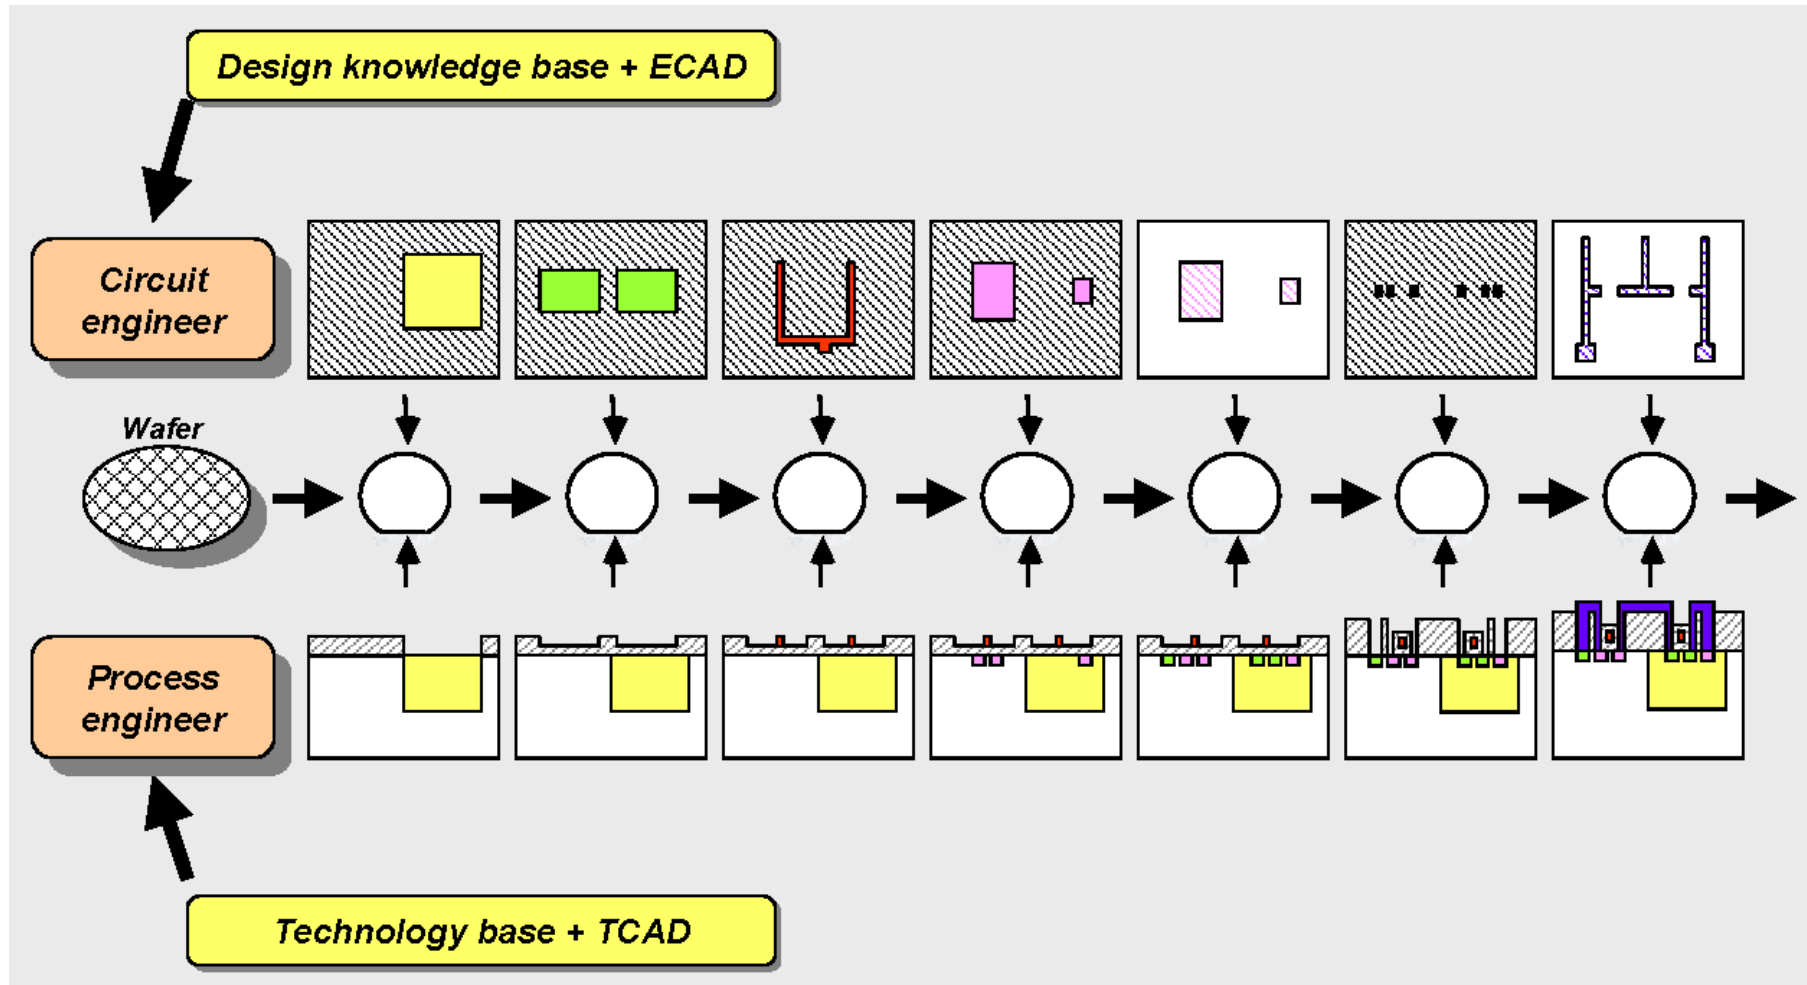 Design knowledge base + ECAD
Circuit
engineer
Wafer
Process
engineer
Technology base + TCAD